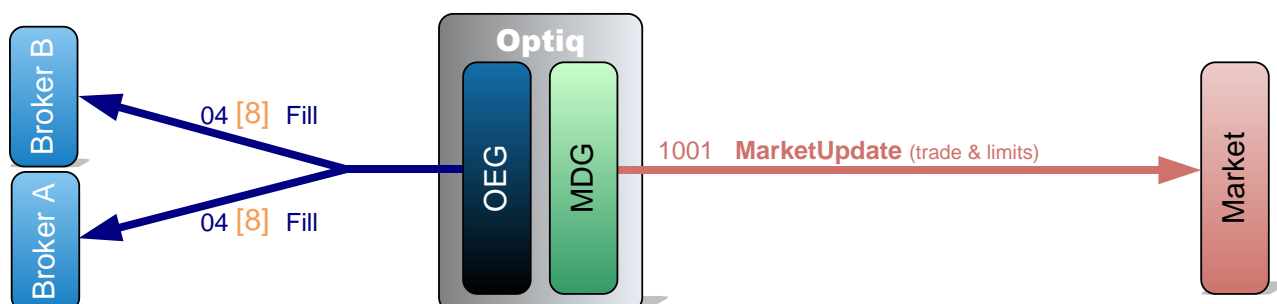 Optiq
Broker B
04 [8] Fill
OEG
MDG
1001 MarketUpdate (trade & limits)
Market
Broker A
04 [8] Fill